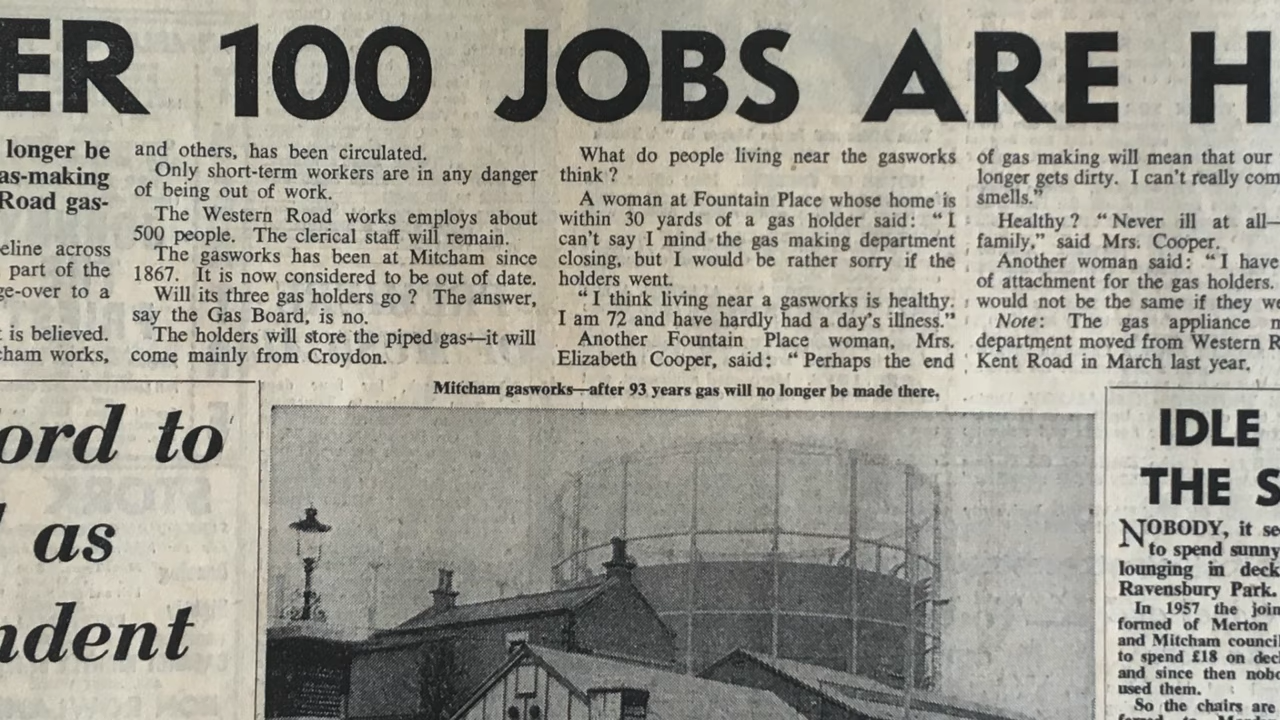 ER 100 JOBS ARE H
longer be
as-making
Road gas-
eline across
part of the
ge-over to a
t is believed.
cham works,
and others, has been circulated.
Only short-term workers are in any danger
of being out of work.
The Western Road works employs about
500 people. The clerical staff will remain.
The gasworks has been at Mitcham since
1867. It is now considered to be out of date.
Will its three gas holders go? The answer,
say the Gas Board, is no.
The holders will store the piped gas—it will
come mainly from Croydon.
What do people living near the gasworks
think?
A woman at Fountain Place whose home is
within 30 yards of a gas holder said: "I
can't say I mind the gas making department
closing, but I would be rather sorry if the
holders went.
"I think living near a gasworks is healthy.
I am 72 and have hardly had a day's illness."
Another Fountain Place woman, Mrs.
Elizabeth Cooper, said: "Perhaps the end
of gas making will mean that our
longer gets dirty. I can't really com
smells."
Healthy? "Never ill at all—
family," said Mrs. Cooper.
Another woman said: "I have
of attachment for the gas holders.
would not be the same if they we
Note: The gas appliance m
department moved from Western R
Kent Road in March last year.
Mitcham gasworks—after 93 years gas will no longer be made there.
ord to
as
ndent
IDLE
THE S
NOBODY, it se
to spend sunny
lounging in deck
Ravensbury Park.
In 1957 the join
formed of Merton
and Mitcham council
to spend £18 on deck
and since then nobo
used them.
So the chairs are